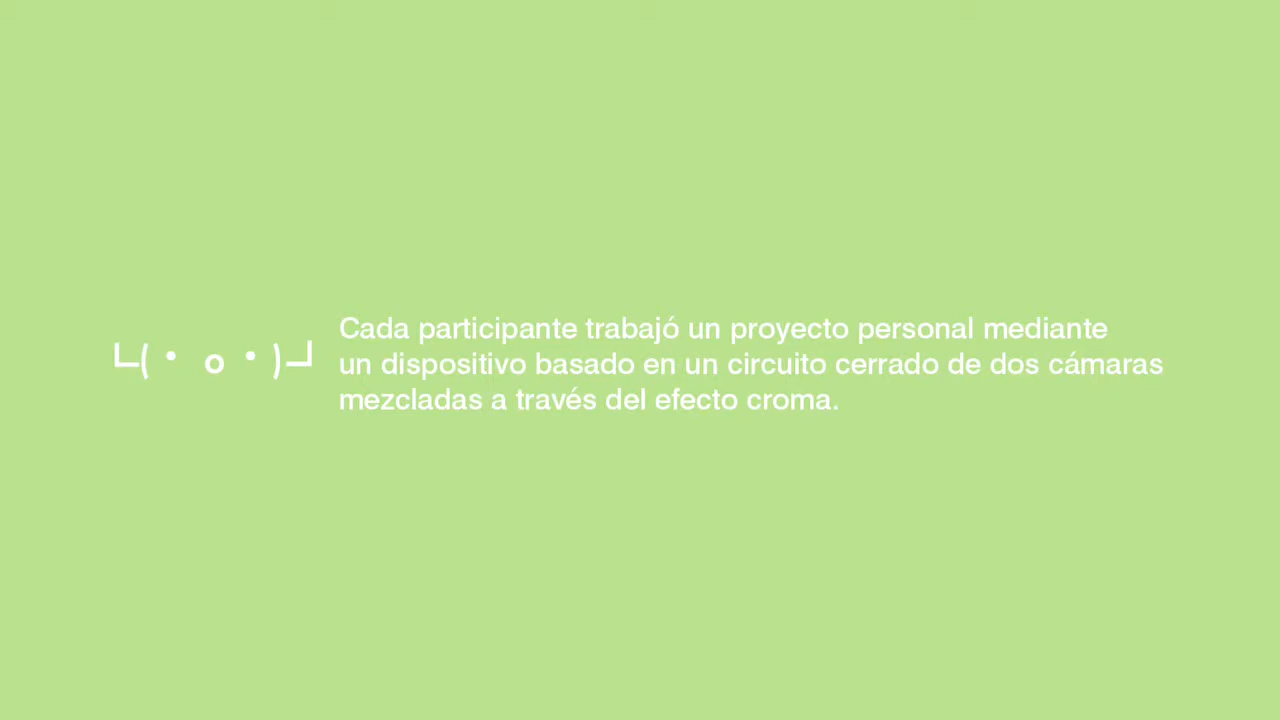 ┗(・ o ・)┛
Cada participante trabajó un proyecto personal mediante
un dispositivo basado en un circuito cerrado de dos cámaras
mezcladas a través del efecto croma.